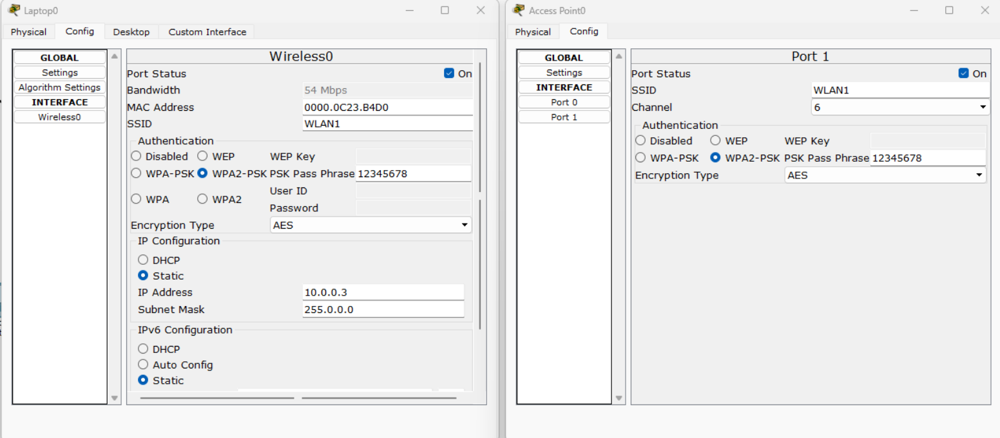 Laptop0
Physical Config Desktop Custom Interface
GLOBAL
Settings
Algorithm Settings
INTERFACE
Wireless0
Wireless0
Port Status On
Bandwidth 54 Mbps
MAC Address 0000.0C23.B4D0
SSID WLAN1
Authentication
Disabled WEP WEP Key
WPA-PSK WPA2-PSK PSK Pass Phrase 12345678
WPA WPA2 User ID
Password
Encryption Type AES
IP Configuration
DHCP
Static
IP Address 10.0.0.3
Subnet Mask 255.0.0.0
IPv6 Configuration
DHCP
Auto Config
Static
Access Point0
Physical Config
GLOBAL
Settings
INTERFACE
Port 0
Port 1
Port 1
Port Status On
SSID WLAN1
Channel 6
Authentication
Disabled WEP WEP Key
WPA-PSK WPA2-PSK PSK Pass Phrase 12345678
Encryption Type AES